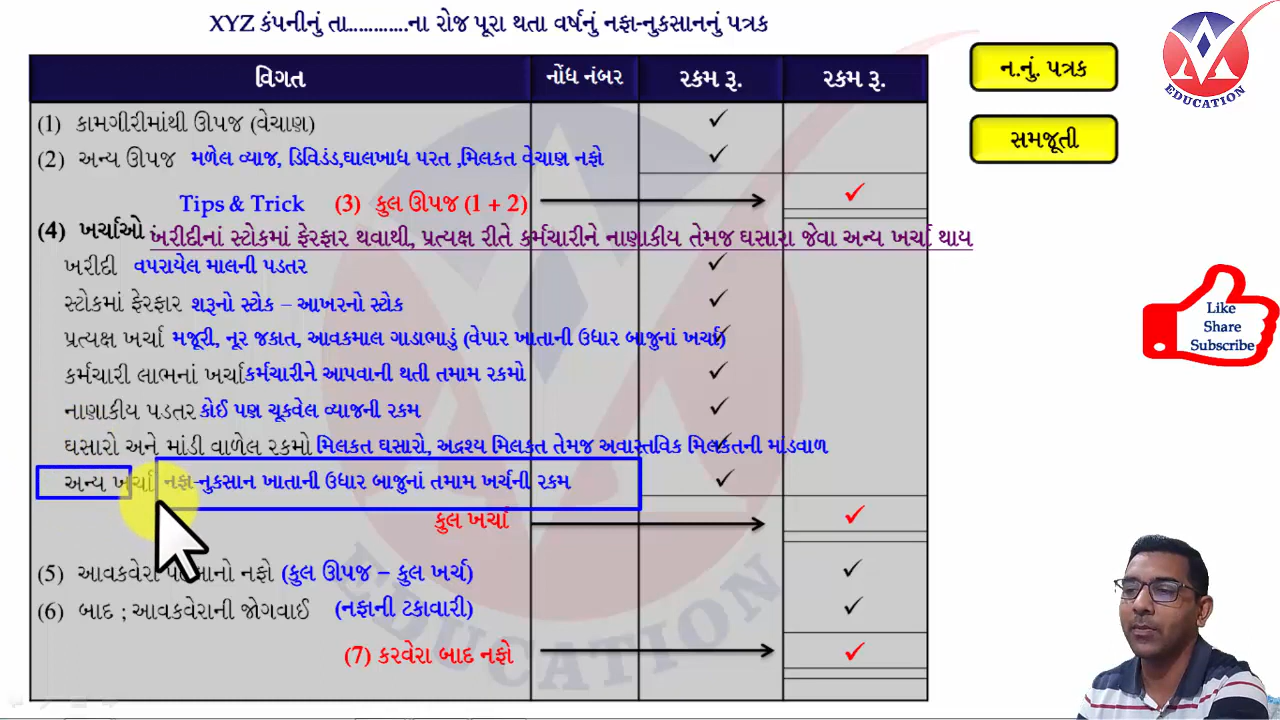 XYZ કંપનીનું તા............ના રોજ પૂરા થતા વર્ષનું નફા-નુકસાનનું પત્રક
વિગત નોંધ નંબર રકમ રૂ. રકમ રૂ.
(1) કામગીરીમાંથી ઊપજ (વેચાણ)
(2) અન્ય ઊપજ મળેલ વ્યાજ, ડિવિડંડ,ઘાલખાધ પરત ,મિલકત વેચાણ નફો
Tips & Trick (3) કુલ ઊપજ (1 + 2)
(4) ખર્ચાઓ ખરીદીનાં સ્ટોકમાં ફેરફાર થવાથી, પ્રત્યક્ષ રીતે કર્મચારીને નાણાકીય તેમજ ઘસારા જેવા અન્ય ખર્ચા થાય
ખરીદી વપરાયેલ માલની પડતર
સ્ટોકમાં ફેરફાર શરૂનો સ્ટોક – આખરનો સ્ટોક
પ્રત્યક્ષ ખર્ચા મજૂરી, નૂર જકાત, આવકમાલ ગાડાભાડું (વેપાર ખાતાની ઉધાર બાજુનાં ખર્ચા)
કર્મચારી લાભનાં ખર્ચા કર્મચારીને આપવાની થતી તમામ રકમો
નાણાકીય પડતર કોઈ પણ ચૂકવેલ વ્યાજની રકમ
ઘસારો અને માંડી વાળેલ રકમો મિલકત ઘસારો, અદ્રશ્ય મિલકત તેમજ અવાસ્તવિક મિલકતની માંડવાળ
અન્ય ખર્ચા નફા-નુકસાન ખાતાની ઉધાર બાજુનાં તમામ ખર્ચની રકમ
કુલ ખર્ચા
(5) આવકવેરા નફો (કુલ ઊપજ – કુલ ખર્ચ)
(6) બાદ ; આવકવેરાની જોગવાઈ (નફાની ટકાવારી)
(7) કરવેરા બાદ નફો
ન.નું. પત્રક
સમજૂતી
EDUCATION
Like
Share
Subscribe
EDUCATION